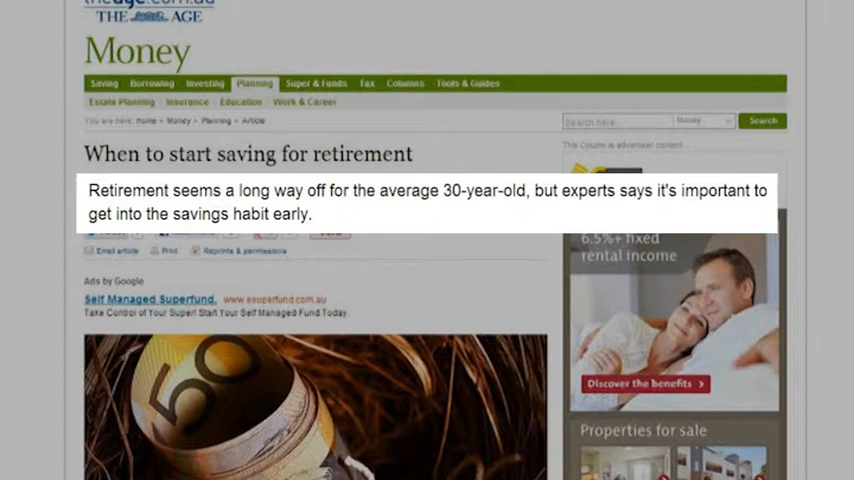 theage.com.au
THE AGE
Money
Saving Borrowing Investing Planning Super & Funds Tax Columns Tools & Guides
Estate Planning Insurance Education Work & Career
You are here: Home Money Planning Article
Search here... Money Search
This Column is advertiser content
When to start saving for retirement
Retirement seems a long way off for the average 30-year-old, but experts says it's important to
get into the savings habit early.
Email article Print Reprints & permissions
6.5%+ fixed
rental income
Ads by Google
Self Managed Superfund. www.esuperfund.com.au
Take Control of Your Super! Start Your Self Managed Fund Today.
50
Discover the benefits >
Properties for sale